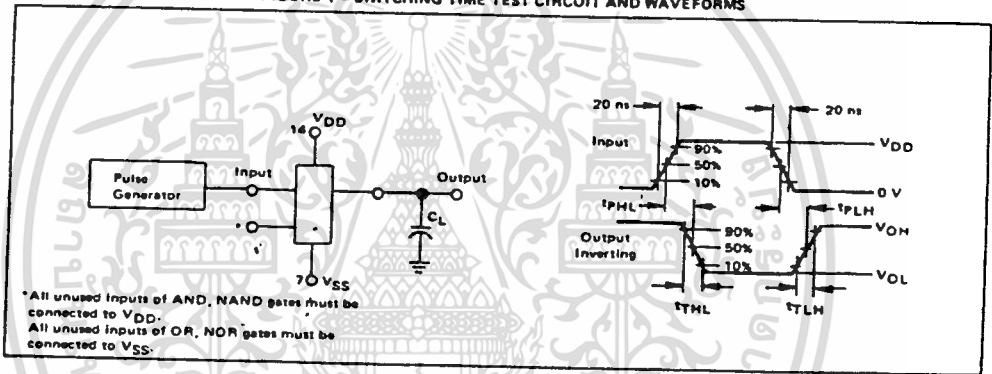 SWITCHING TIME TEST CIRCUIT AND WAVEFORMS
20 ns
20 ns
VDD
14
Input
VDD
90%
50%
10%
0 V
Pulse
Generator
Input
Output
CL
*
tPHL
tPLH
VOH
Output
Inverting
90%
50%
10%
VOL
7 VSS
tTHL
tTLH
*All unused inputs of AND, NAND gates must be
connected to VDD.
All unused inputs of OR, NOR gates must be
connected to VSS.